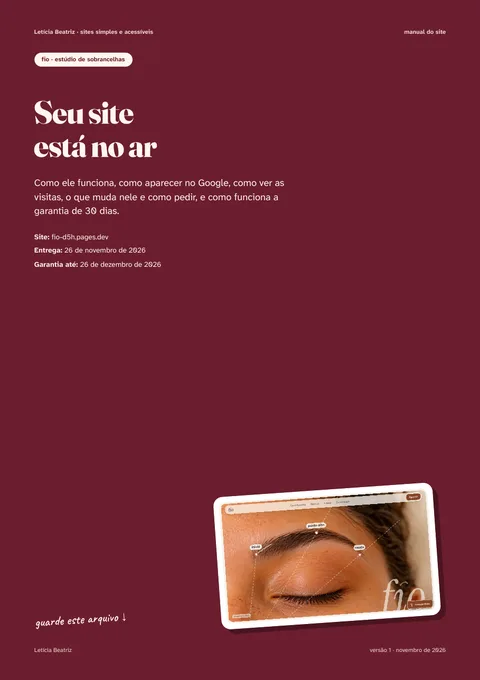 Letícia Beatriz · sites simples e acessíveis
manual do site
fio · estúdio de sobrancelhas
Seu site
está no ar
Como ele funciona, como aparecer no Google, como ver as
visitas, o que muda nele e como pedir, e como funciona a
garantia de 30 dias.
Site: fio-d5h.pages.dev
Entrega: 26 de novembro de 2026
Garantia até: 26 de dezembro de 2026
fio
guarde este arquivo ↓
Letícia Beatriz
versão 1 · novembro de 2026